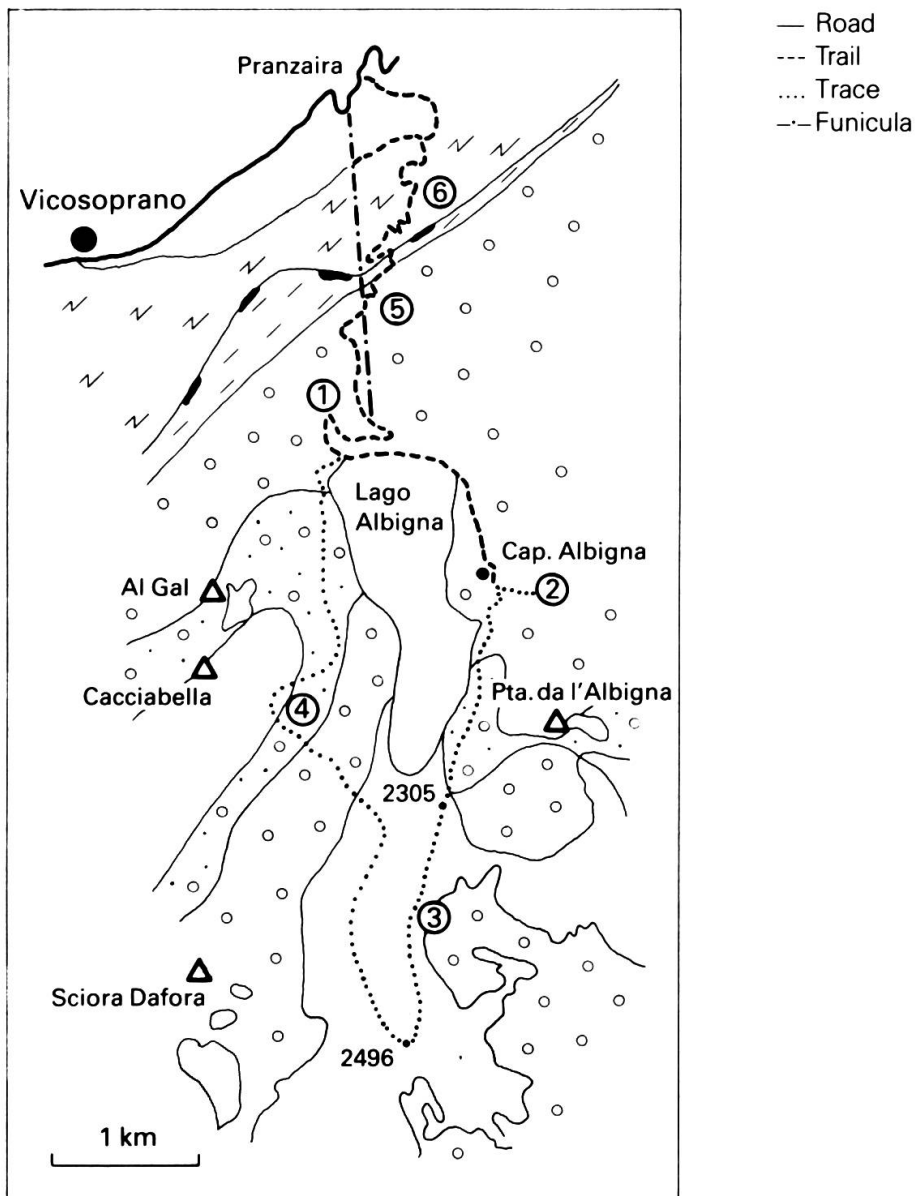 Road
Trail
Trace
Funicula
Pranzaira
6
Vicosoprano
5
1
Lago
Albigna
Cap. Albigna
2
Al Gal
Cacciabella
Pta. da l'Albigna
4
2305
3
Sciora Dafora
2496
1 km